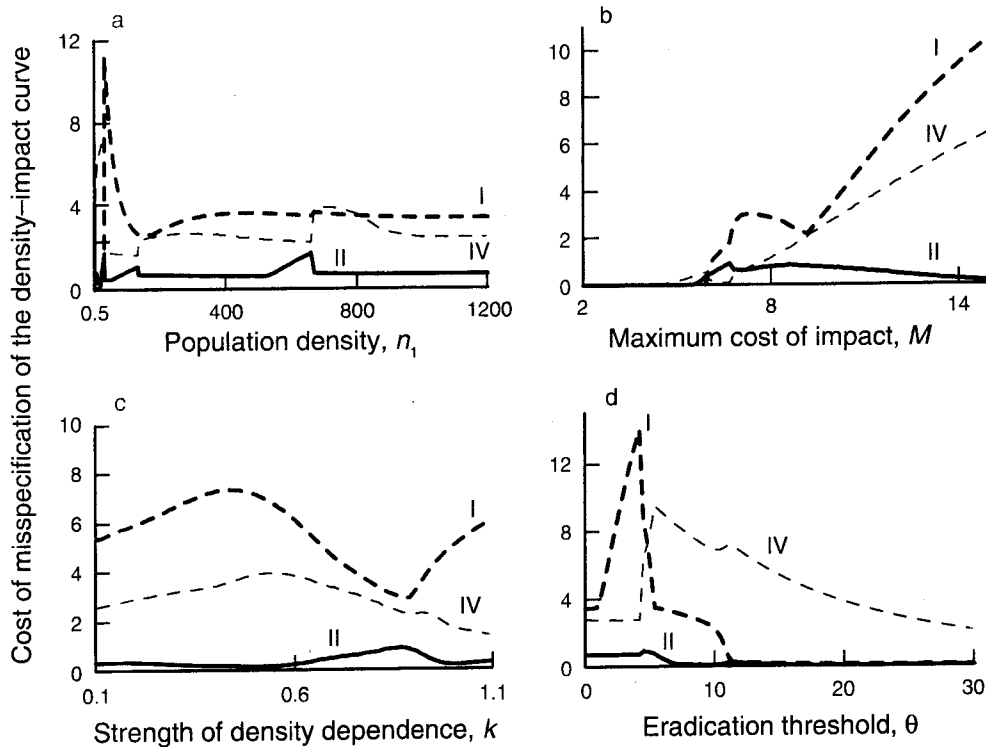 Cost of misspecification of the density–impact curve
a
12
8
4
0
I
II
IV
0.5
400
800
1200
Population density, n1
b
10
8
6
4
2
0
I
IV
II
2
8
14
Maximum cost of impact, M
c
10
8
6
4
2
0
I
IV
II
0.1
0.6
1.1
Strength of density dependence, k
d
12
8
4
0
I
IV
II
0
10
20
30
Eradication threshold, θ